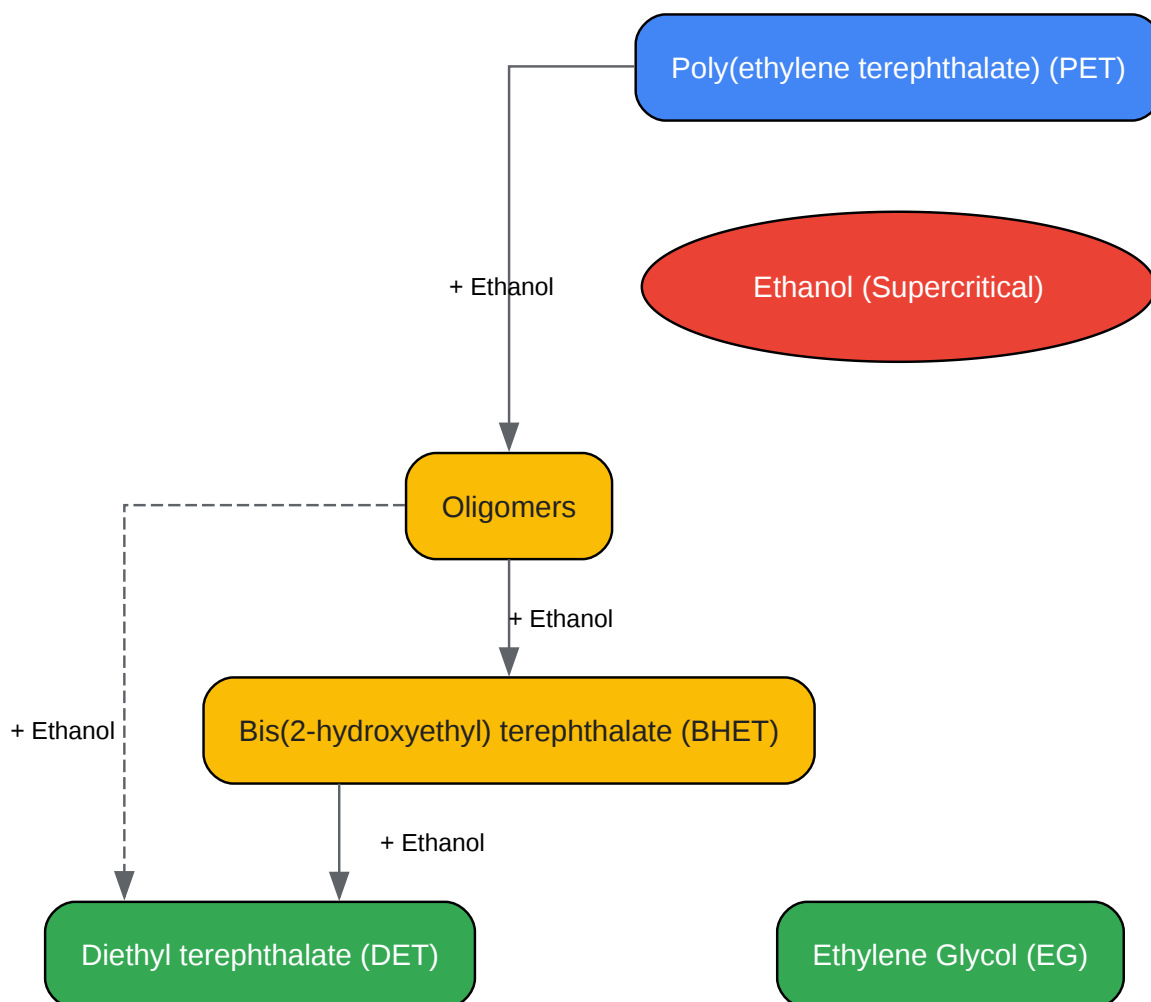 Poly(ethylene terephthalate) (PET)
+ Ethanol
Ethanol (Supercritical)
Oligomers
+ Ethanol
+ Ethanol
Bis(2-hydroxyethyl) terephthalate (BHET)
+ Ethanol
Diethyl terephthalate (DET)
Ethylene Glycol (EG)